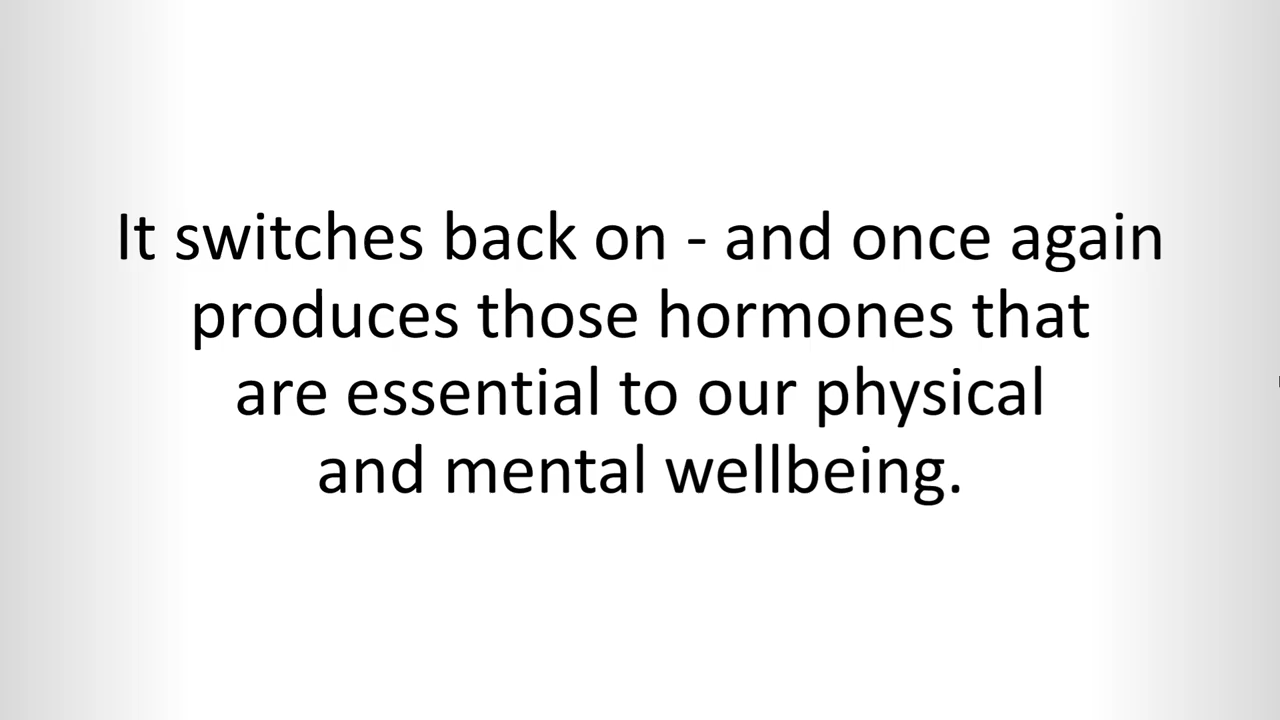 It switches back on - and once again
produces those hormones that
are essential to our physical
and mental wellbeing.